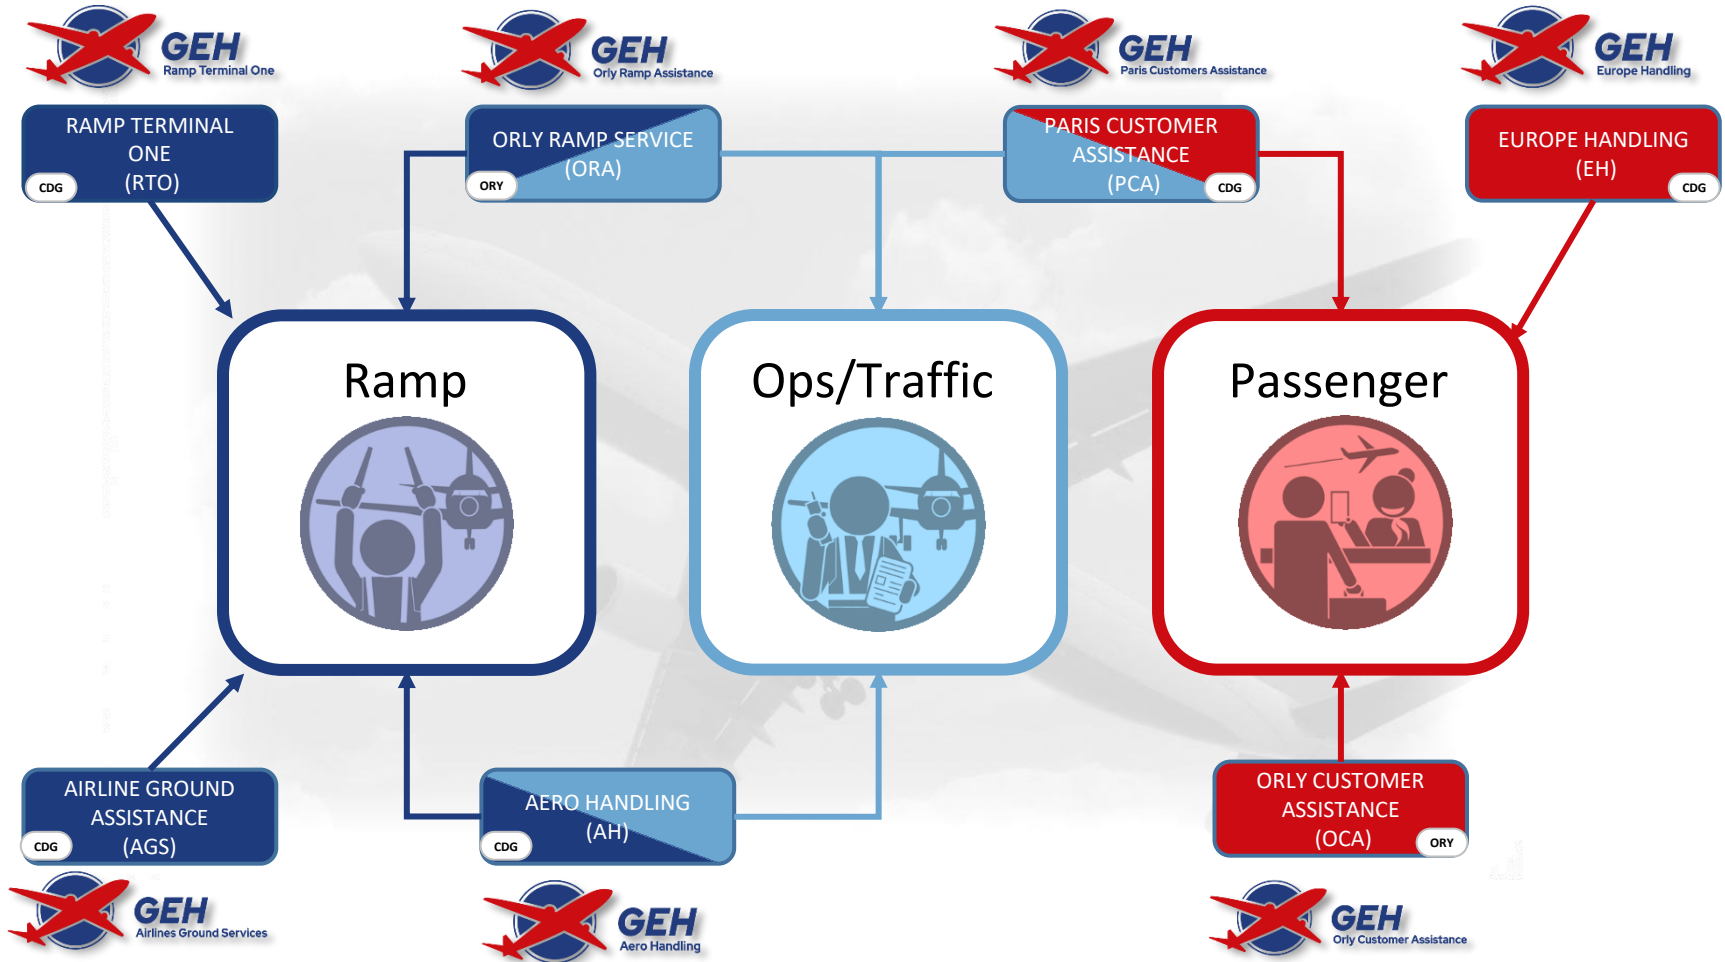 GEH
Ramp Terminal One
GEH
Orly Ramp Assistance
GEH
Paris Customers Assistance
GEH
Europe Handling
RAMP TERMINAL
ONE
(RTO)
CDG
ORLY RAMP SERVICE
(ORA)
ORY
PARIS CUSTOMER
ASSISTANCE
(PCA)
CDG
EUROPE HANDLING
(EH)
CDG
Ramp
Ops/Traffic
Passenger
AIRLINE GROUND
ASSISTANCE
(AGS)
CDG
AERO HANDLING
(AH)
CDG
ORLY CUSTOMER
ASSISTANCE
(OCA)
ORY
GEH
Airlines Ground Services
GEH
Aero Handling
GEH
Orly Customer Assistance